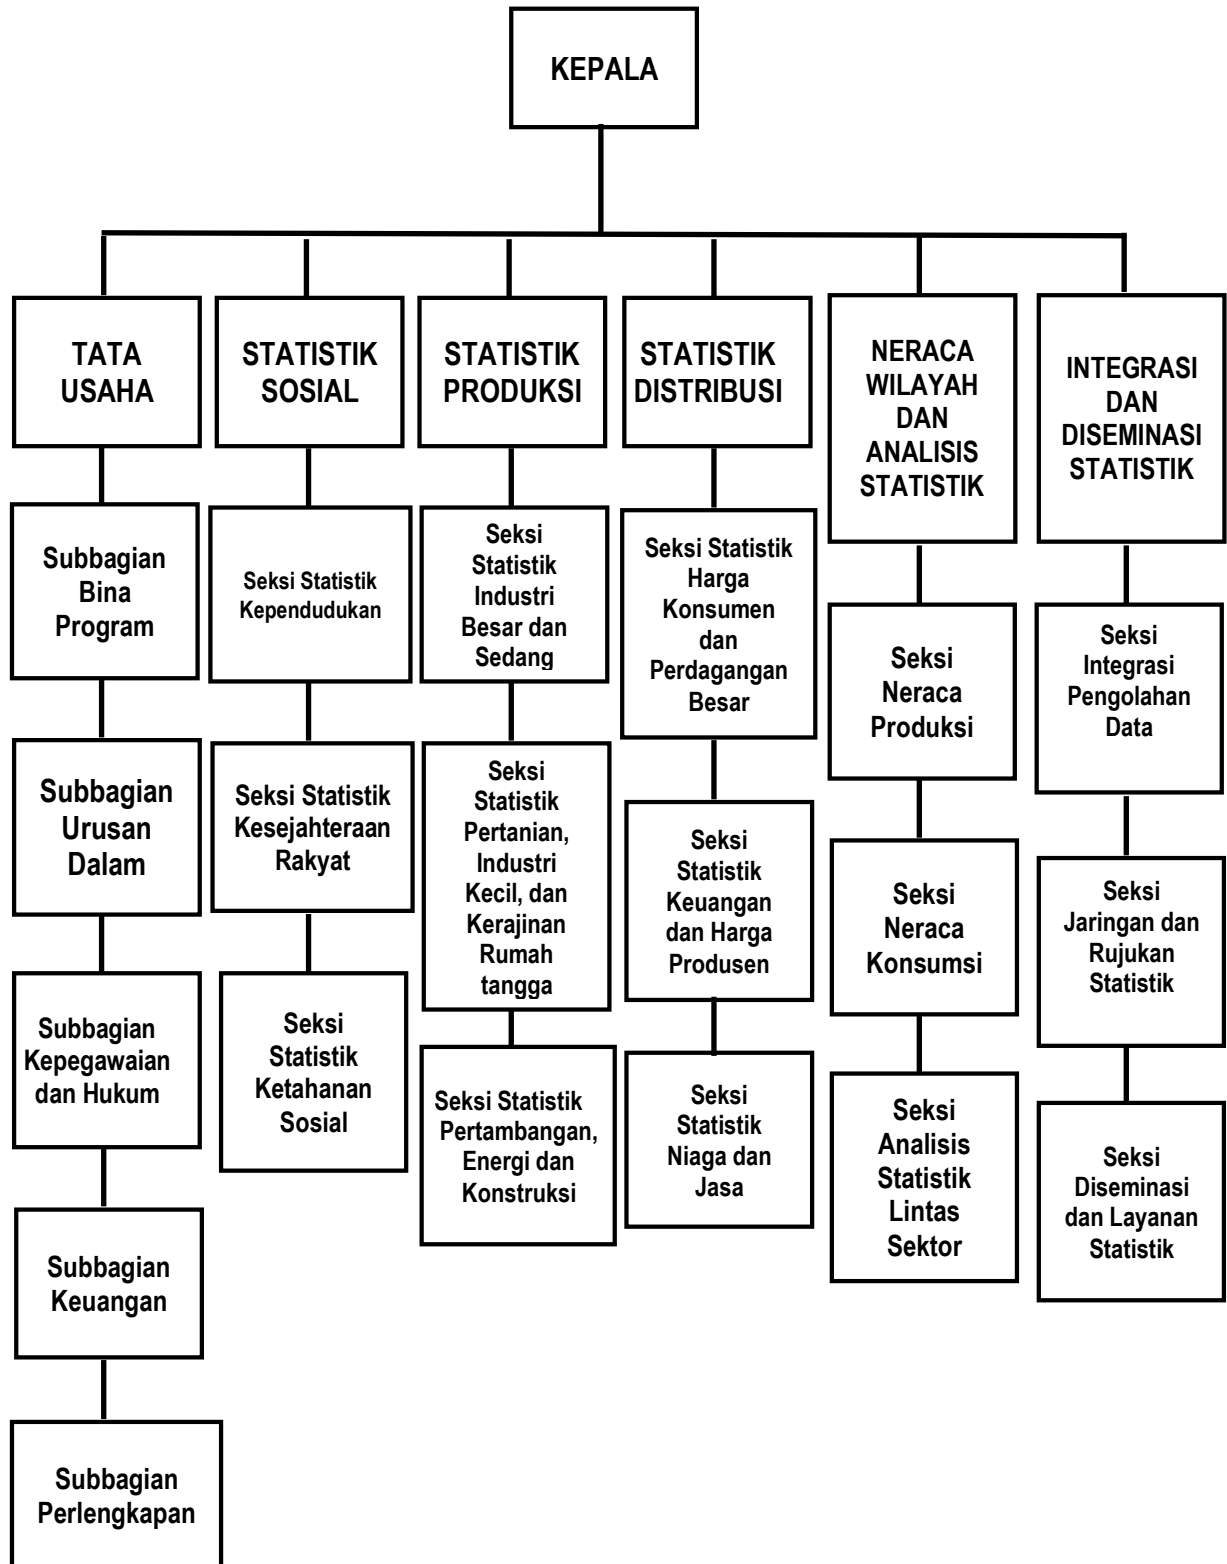 KEPALA
TATA
USAHA
STATISTIK
SOSIAL
STATISTIK
PRODUKSI
STATISTIK
DISTRIBUSI
NERACA
WILAYAH
DAN
ANALISIS
STATISTIK
INTEGRASI
DAN
DISEMINASI
STATISTIK
Subbagian
Bina
Program
Subbagian
Urusan
Dalam
Subbagian
Kepegawaian
dan Hukum
Subbagian
Keuangan
Subbagian
Perlengkapan
Seksi Statistik
Kependudukan
Seksi Statistik
Kesejahteraan
Rakyat
Seksi
Statistik
Ketahanan
Sosial
Seksi
Statistik
Industri
Besar dan
Sedang
Seksi
Statistik
Pertanian,
Industri
Kecil, dan
Kerajinan
Rumah
tangga
Seksi Statistik
Pertambangan,
Energi dan
Konstruksi
Seksi Statistik
Harga
Konsumen
dan
Perdagangan
Besar
Seksi
Statistik
Keuangan
dan Harga
Produsen
Seksi
Statistik
Niaga dan
Jasa
Seksi
Neraca
Produksi
Seksi
Neraca
Konsumsi
Seksi
Analisis
Statistik
Lintas
Sektor
Seksi
Integrasi
Pengolahan
Data
Seksi
Jaringan dan
Rujukan
Statistik
Seksi
Diseminasi
dan Layanan
Statistik